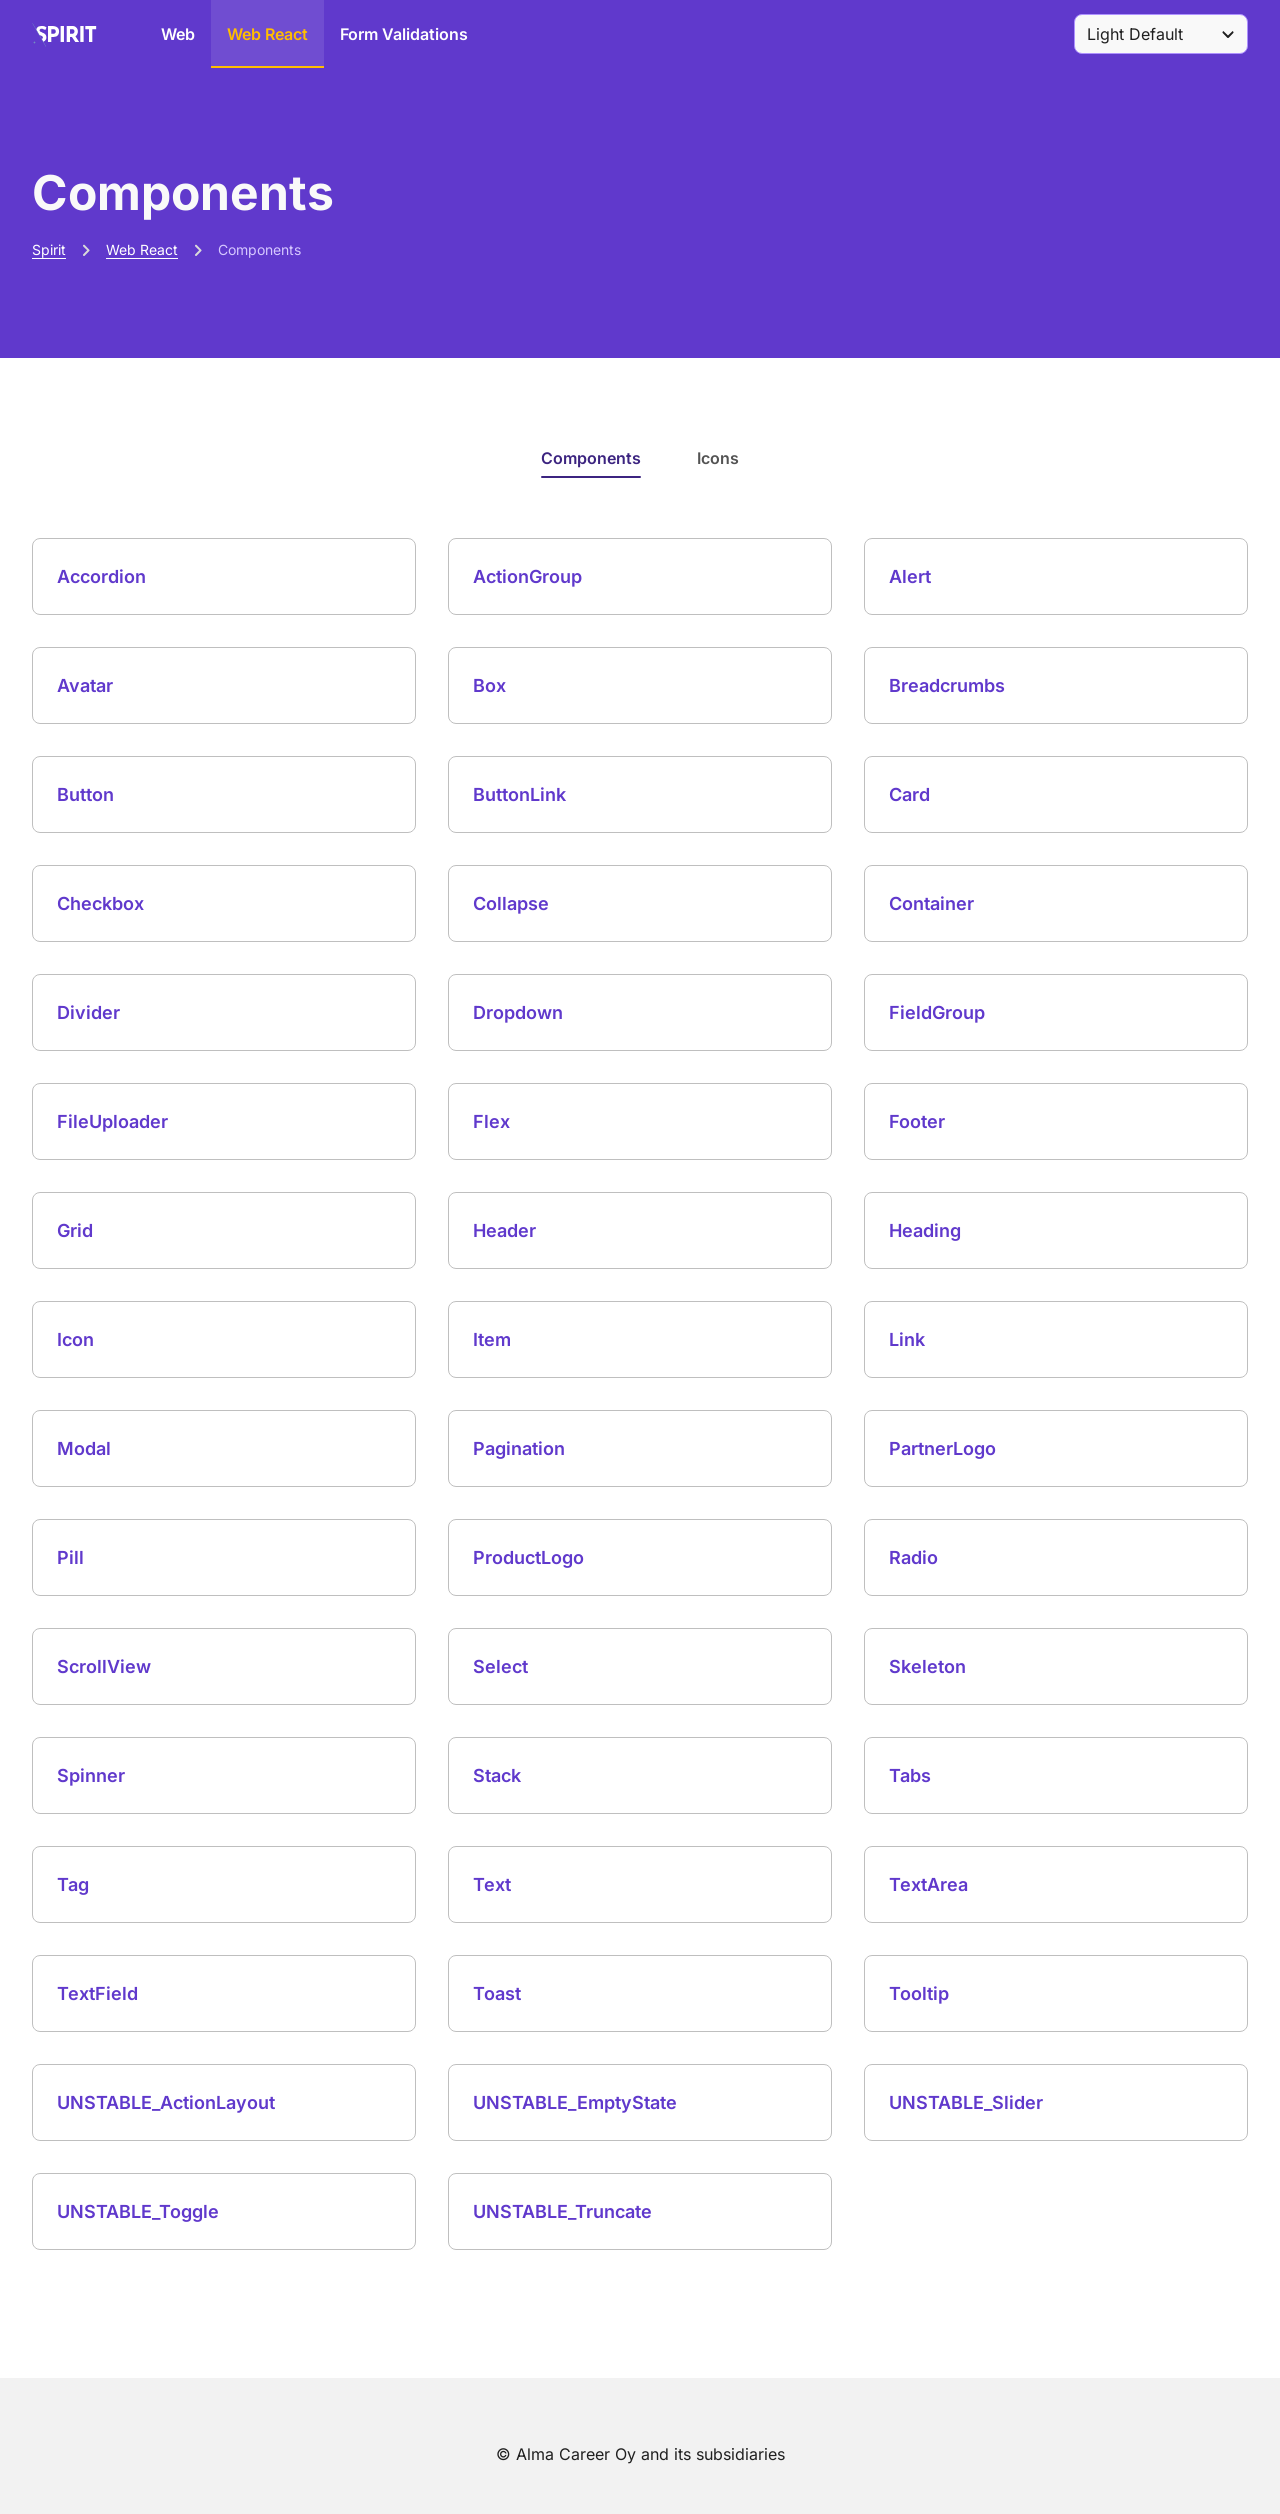 SPIRIT Web Web React Form Validations Light Default
Components
Spirit Web React Components
Components Icons
Accordion ActionGroup Alert
Avatar Box Breadcrumbs
Button ButtonLink Card
Checkbox Collapse Container
Divider Dropdown FieldGroup
FileUploader Flex Footer
Grid Header Heading
Icon Item Link
Modal Pagination PartnerLogo
Pill ProductLogo Radio
ScrollView Select Skeleton
Spinner Stack Tabs
Tag Text TextArea
TextField Toast Tooltip
UNSTABLE_ActionLayout UNSTABLE_EmptyState UNSTABLE_Slider
UNSTABLE_Toggle UNSTABLE_Truncate
© Alma Career Oy and its subsidiaries